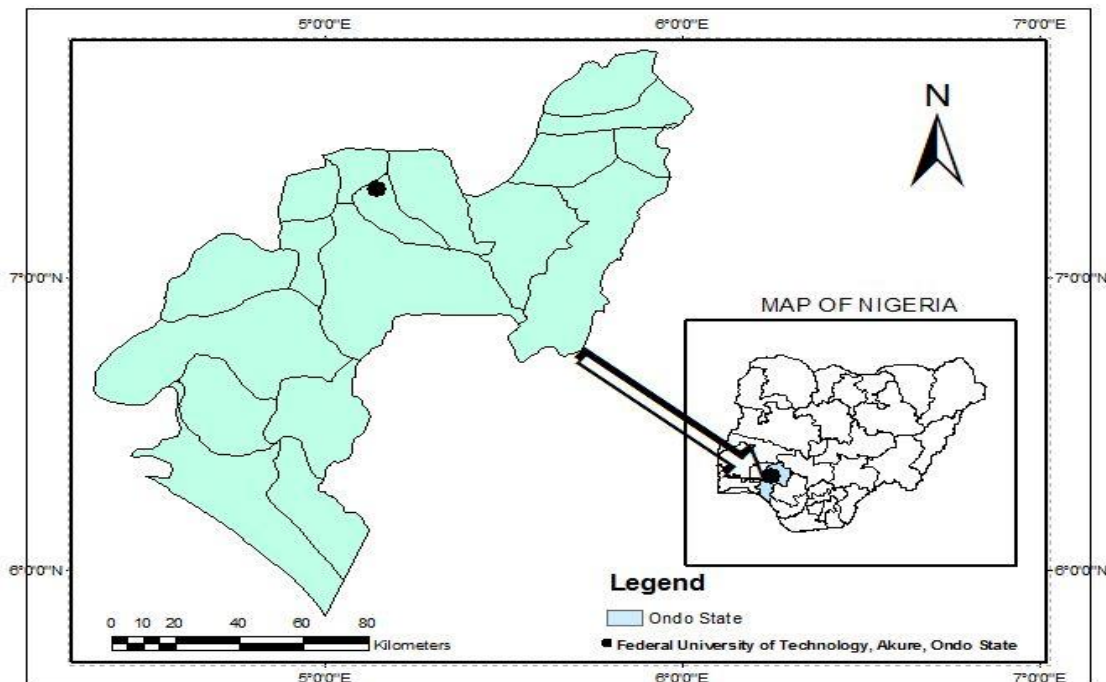 5°0'0"E 6°0'0"E 7°0'0"E
N
7°0'0"N 7°0'0"N
MAP OF NIGERIA
6°0'0"N 6°0'0"N
Legend
Ondo State
Federal University of Technology, Akure, Ondo State
0 10 20 40 60 80
Kilometers
5°0'0"E 6°0'0"E 7°0'0"E